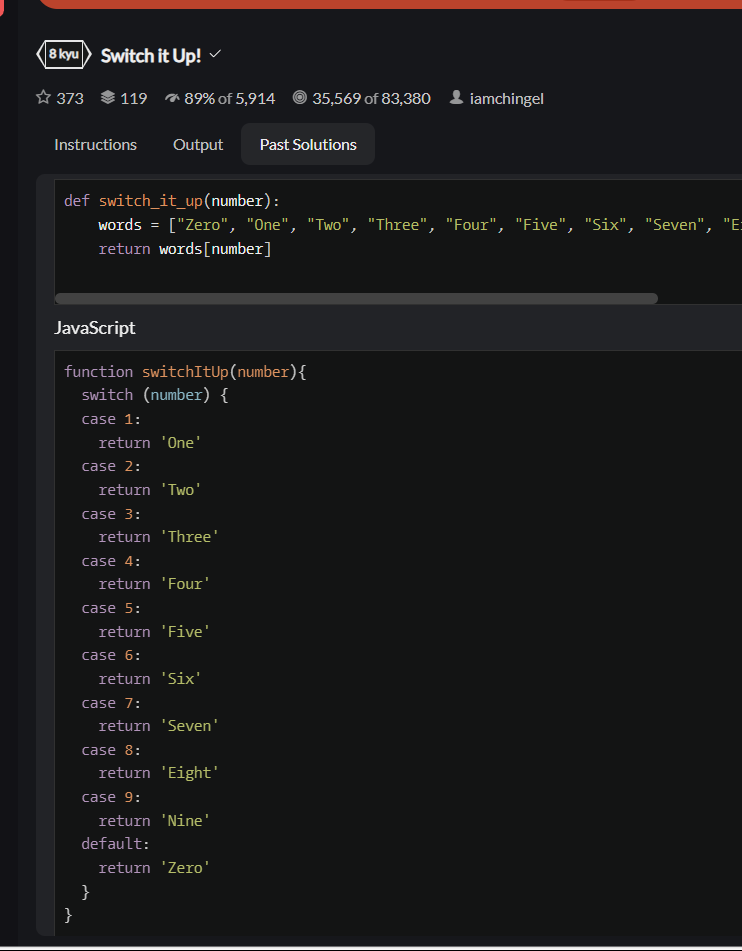 8 kyu Switch it Up!
373 119 89% of 5,914 35,569 of 83,380 iamchingel
Instructions Output Past Solutions
def switch_it_up(number):
    words = ["Zero", "One", "Two", "Three", "Four", "Five", "Six", "Seven", "Ei
    return words[number]
JavaScript
function switchItUp(number){
  switch (number) {
  case 1:
    return 'One'
  case 2:
    return 'Two'
  case 3:
    return 'Three'
  case 4:
    return 'Four'
  case 5:
    return 'Five'
  case 6:
    return 'Six'
  case 7:
    return 'Seven'
  case 8:
    return 'Eight'
  case 9:
    return 'Nine'
  default:
    return 'Zero'
  }
}